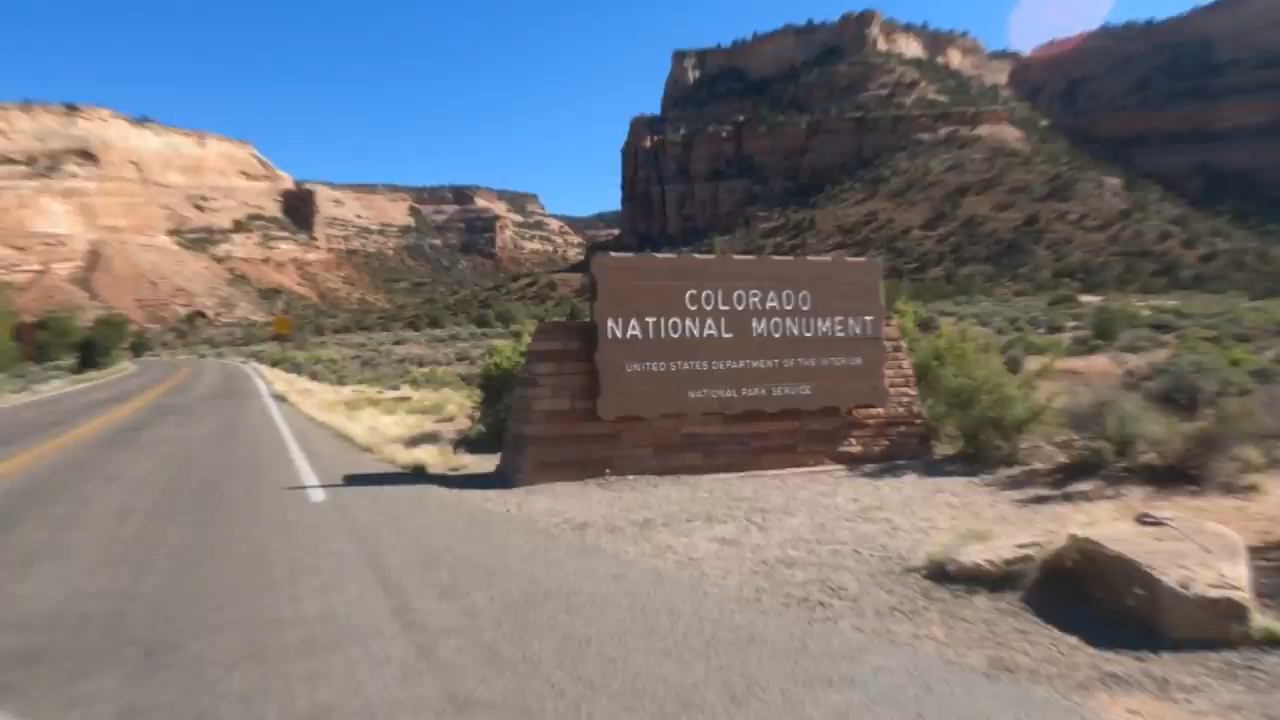 COLORADO
NATIONAL MONUMENT
UNITED STATES DEPARTMENT OF THE INTERIOR
NATIONAL PARK SERVICE